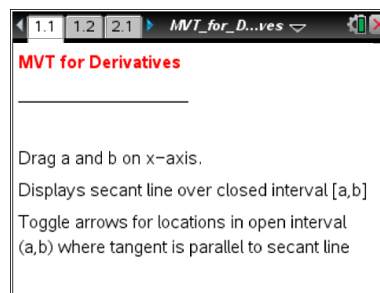 1.1 1.2 2.1 MVT_for_D...ves
MVT for Derivatives
Drag a and b on x-axis.
Displays secant line over closed interval [a,b]
Toggle arrows for locations in open interval
(a,b) where tangent is parallel to secant line